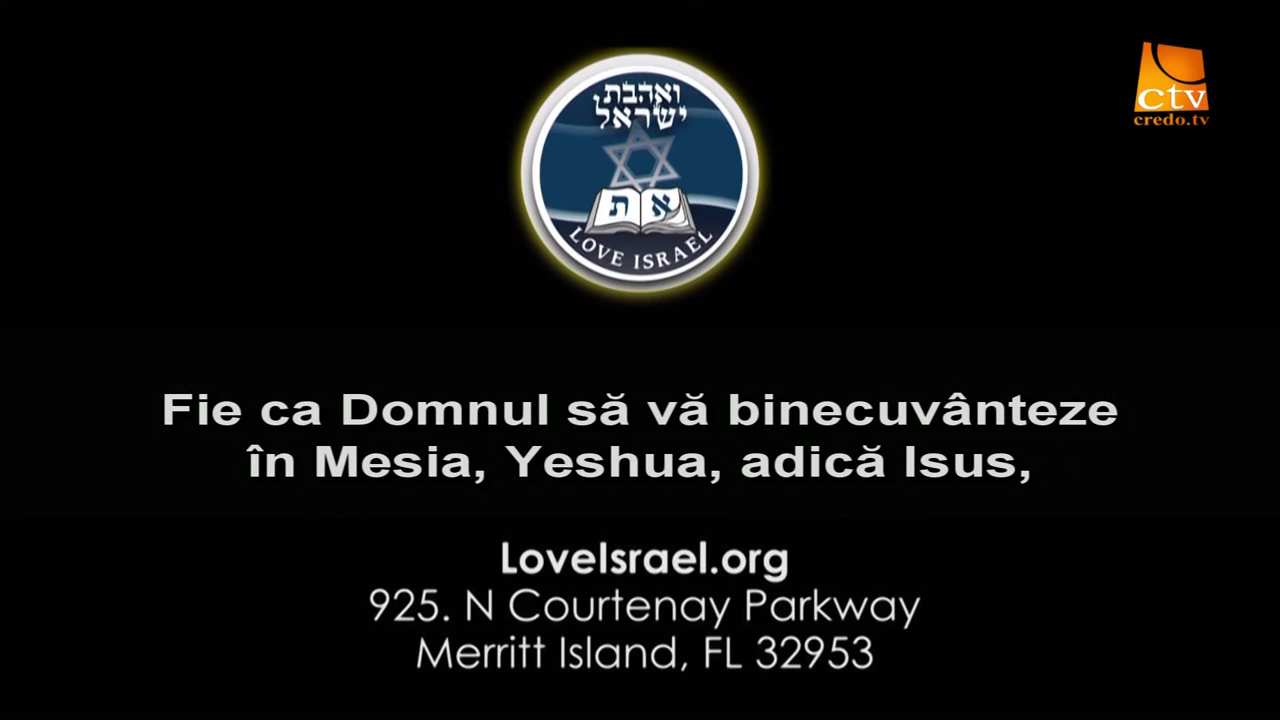 ואהבת
ישראל
את
LOVE ISRAEL
ctv
credo.tv
Fie ca Domnul să vă binecuvânteze
în Mesia, Yeshua, adică Isus,
LoveIsrael.org
925. N Courtenay Parkway
Merritt Island, FL 32953